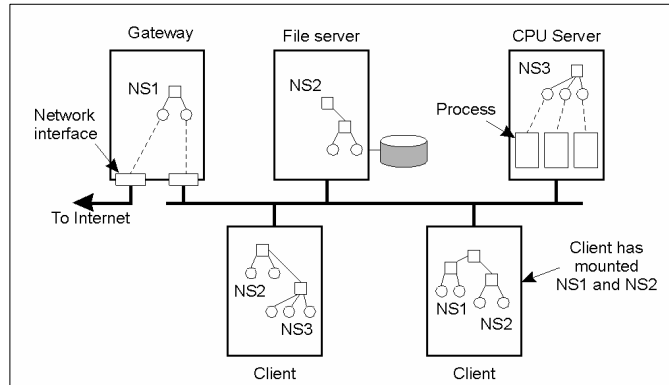 Gateway
File server
CPU Server
NS1
NS2
NS3
Network
interface
Process
To Internet
NS2
NS3
NS1
NS2
Client has
mounted
NS1 and NS2
Client
Client